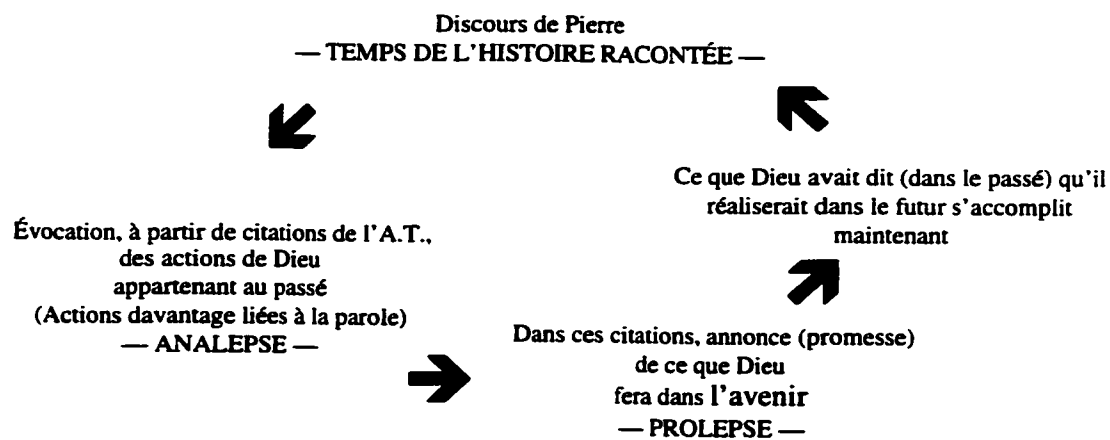 Discours de Pierre
— TEMPS DE L'HISTOIRE RACONTÉE —
Évocation, à partir de citations de l'A.T.,
des actions de Dieu
appartenant au passé
(Actions davantage liées à la parole)
— ANALEPSE —
Dans ces citations, annonce (promesse)
de ce que Dieu
fera dans l'avenir
— PROLEPSE —
Ce que Dieu avait dit (dans le passé) qu'il
réaliserait dans le futur s'accomplit
maintenant